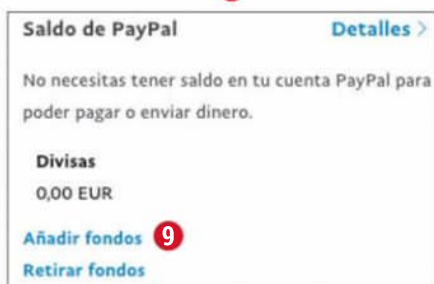 Saldo de PayPal Detalles >
No necesitas tener saldo en tu cuenta PayPal para
poder pagar o enviar dinero.
Divisas
0,00 EUR
Añadir fondos 9
Retirar fondos